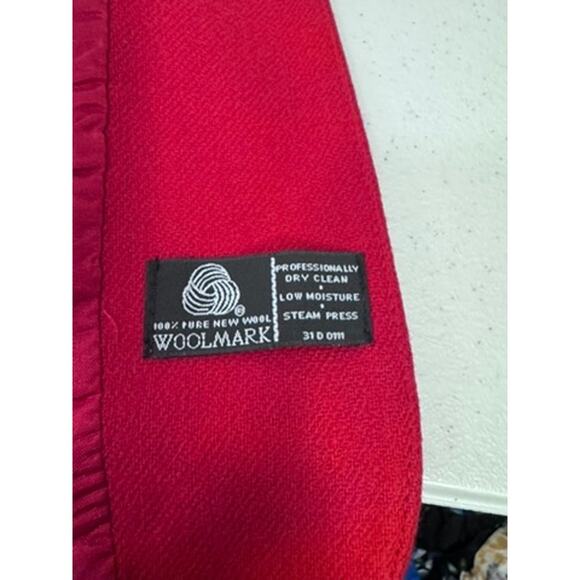 ®
100% PURE NEW WOOL
WOOLMARK
PROFESSIONALLY
DRY CLEAN
•
LOW MOISTURE
•
STEAM PRESS
31 D 0111